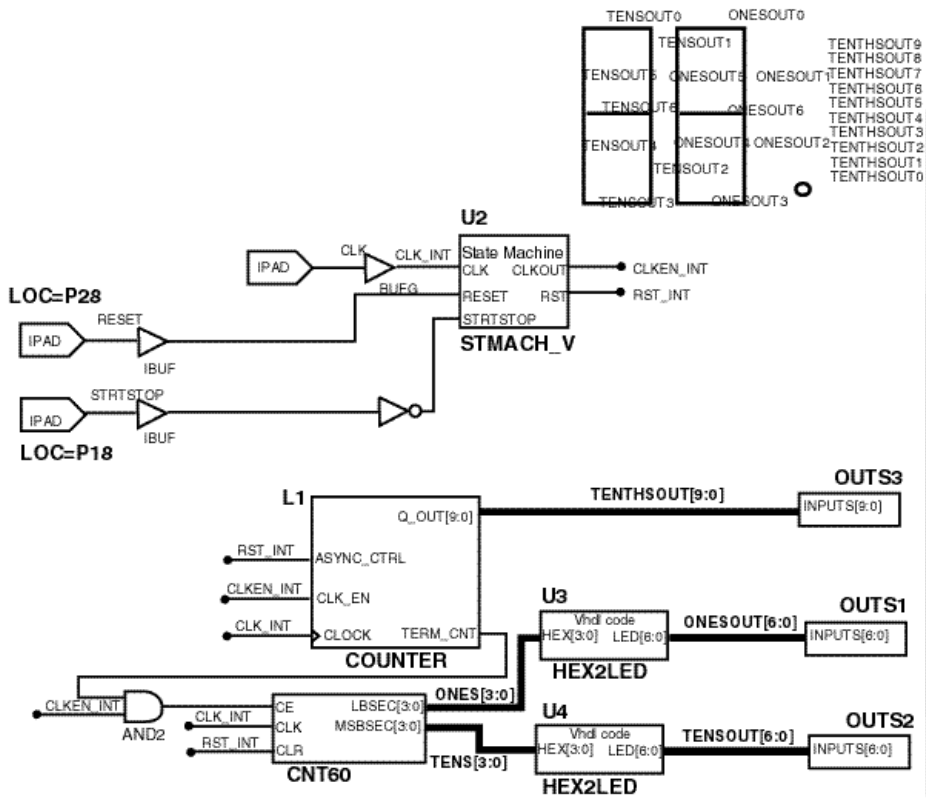 TENSOUT0 ONESOUT0
TENSOUT1
TENSOUT5 ONESOUT5 ONESOUT1
TENSOUT6 ONESOUT6
TENSOUT4 ONESOUT4 ONESOUT2
TENSOUT2
TENSOUT3 ONESOUT3
TENTHSOUT9
TENTHSOUT8
TENTHSOUT7
TENTHSOUT6
TENTHSOUT5
TENTHSOUT4
TENTHSOUT3
TENTHSOUT2
TENTHSOUT1
TENTHSOUT0
U2
State Machine
IPAD CLK CLK_INT CLK CLKOUT CLKEN_INT
BUFG RESET RST RST_INT
STRTSTOP
STMACH_V
LOC=P28
IPAD RESET
IBUF
IPAD STRTSTOP
IBUF
LOC=P18
L1
Q_OUT[9:0] TENTHSOUT[9:0]
OUTS3
INPUTS[9:0]
RST_INT ASYNC_CTRL
CLKEN_INT CLK_EN
CLK_INT CLOCK TERM_CNT
COUNTER
U3
Vhdl code
HEX[3:0] LED[6:0]
HEX2LED
ONESOUT[6:0]
OUTS1
INPUTS[6:0]
CLKEN_INT
AND2
CE LBSEC[3:0] ONES[3:0]
CLK_INT CLK MSBSEC[3:0]
RST_INT CLR TENS[3:0]
CNT60
U4
Vhdl code
HEX[3:0] LED[6:0]
HEX2LED
TENSOUT[6:0]
OUTS2
INPUTS[6:0]